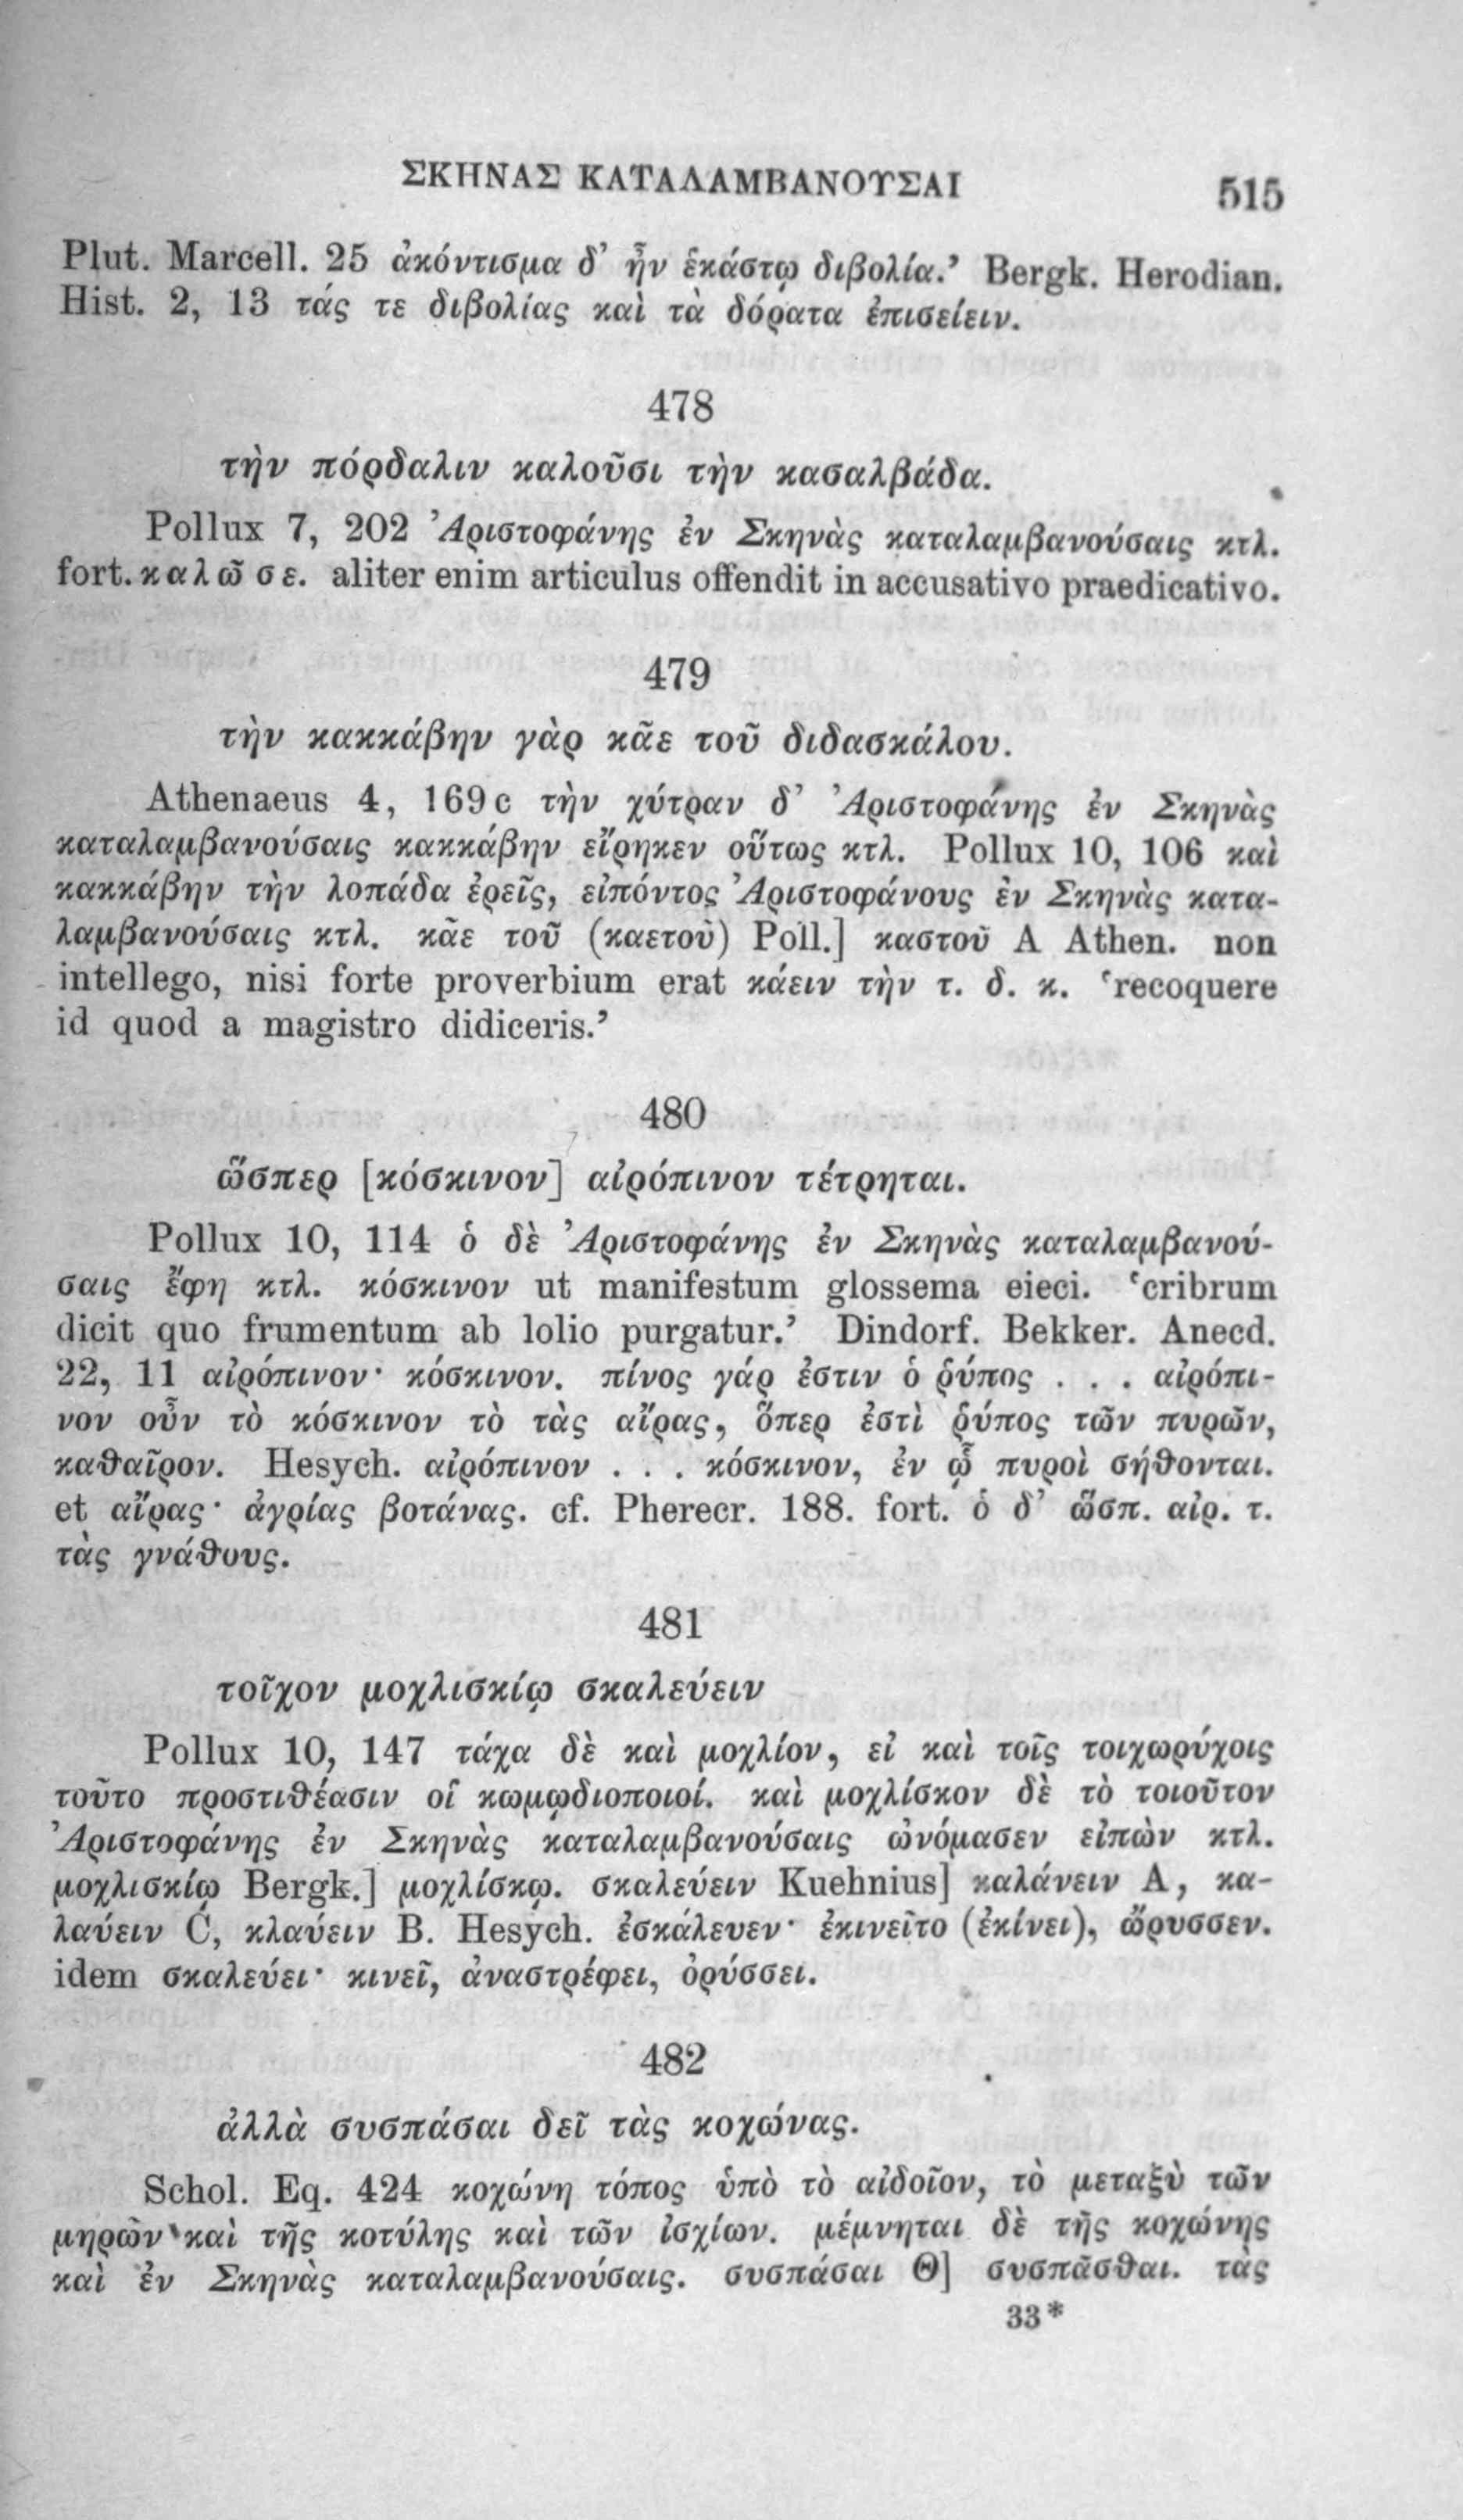 ΣΚΗΝΑΣ ΚΑΤΑΛΑΜΒΑΝΟΥΣΑΙ 515
Plut. Marcell. 25 ἀκόντισμα δ’ ἦν ἑκάστῳ διβολία.’ Bergk. Herodian.
Hist. 2, 13 τάς τε διβολίας καὶ τὰ δόρατα ἐπισείειν.
478
τὴν πόρδαλιν καλοῦσι τὴν κασαλβάδα.
Pollux 7, 202 Ἀριστοφάνης ἐν Σκηνὰς καταλαμβανούσαις κτλ.
fort. καλῶ σε. aliter enim articulus offendit in accusativo praedicativo.
479
τὴν κακκάβην γὰρ κᾶε τοῦ διδασκάλου.
Athenaeus 4, 169c τὴν χύτραν δ’ Ἀριστοφάνης ἐν Σκηνὰς
καταλαμβανούσαις κακκάβην εἴρηκεν οὕτως κτλ. Pollux 10, 106 καὶ
κακκάβην τὴν λοπάδα ἐρεῖς, εἰπόντος Ἀριστοφάνους ἐν Σκηνὰς κατα-
λαμβανούσαις κτλ. κᾶε τοῦ (καετοῦ) Poll.] καστοῦ A Athen. non
intellego, nisi forte proverbium erat κάειν τὴν τ. δ. κ. ‘recoquere
id quod a magistro didiceris.’
480
ὥσπερ [κόσκινον] αἰρόπινον τέτρηται.
Pollux 10, 114 ὁ δὲ Ἀριστοφάνης ἐν Σκηνὰς καταλαμβανού-
σαις ἔφη κτλ. κόσκινον ut manifestum glossema eieci. ‘cribrum
dicit quo frumentum ab lolio purgatur.’ Dindorf. Bekker. Anecd.
22, 11 αἰρόπινον· κόσκινον. πίνος γάρ ἐστιν ὁ ῥύπος . . . αἰρόπι-
νον οὖν τὸ κόσκινον τὸ τὰς αἴρας, ὅπερ ἐστὶ ῥύπος τῶν πυρῶν,
καθαῖρον. Hesych. αἰρόπινον . . . κόσκινον, ἐν ᾧ πυροὶ σήθονται.
et αἴρας· ἀγρίας βοτάνας. cf. Pherecr. 188. fort. ὁ δ’ ὥσπ. αἰρ. τ.
τὰς γνάθους.
481
τοῖχον μοχλισκίῳ σκαλεύειν
Pollux 10, 147 τάχα δὲ καὶ μοχλίον, εἰ καὶ τοῖς τοιχωρύχοις
τοῦτο προστιθέασιν οἱ κωμῳδιοποιοί. καὶ μοχλίσκον δὲ τὸ τοιοῦτον
Ἀριστοφάνης ἐν Σκηνὰς καταλαμβανούσαις ὠνόμασεν εἰπὼν κτλ.
μοχλισκίῳ Bergk.] μοχλίσκῳ. σκαλεύειν Kuehnius] καλάνειν A, κα-
λαύειν C, κλαύειν B. Hesych. ἐσκάλευεν· ἐκινεῖτο (ἐκίνει), ὤρυσσεν.
idem σκαλεύει· κινεῖ, ἀναστρέφει, ὀρύσσει.
482
ἀλλὰ συσπάσαι δεῖ τὰς κοχώνας.
Schol. Eq. 424 κοχώνη τόπος ὑπὸ τὸ αἰδοῖον, τὸ μεταξὺ τῶν
μηρῶν καὶ τῆς κοτύλης καὶ τῶν ἰσχίων. μέμνηται δὲ τῆς κοχώνης
καὶ ἐν Σκηνὰς καταλαμβανούσαις. συσπάσαι Θ] συσπᾶσθαι. τὰς
33*